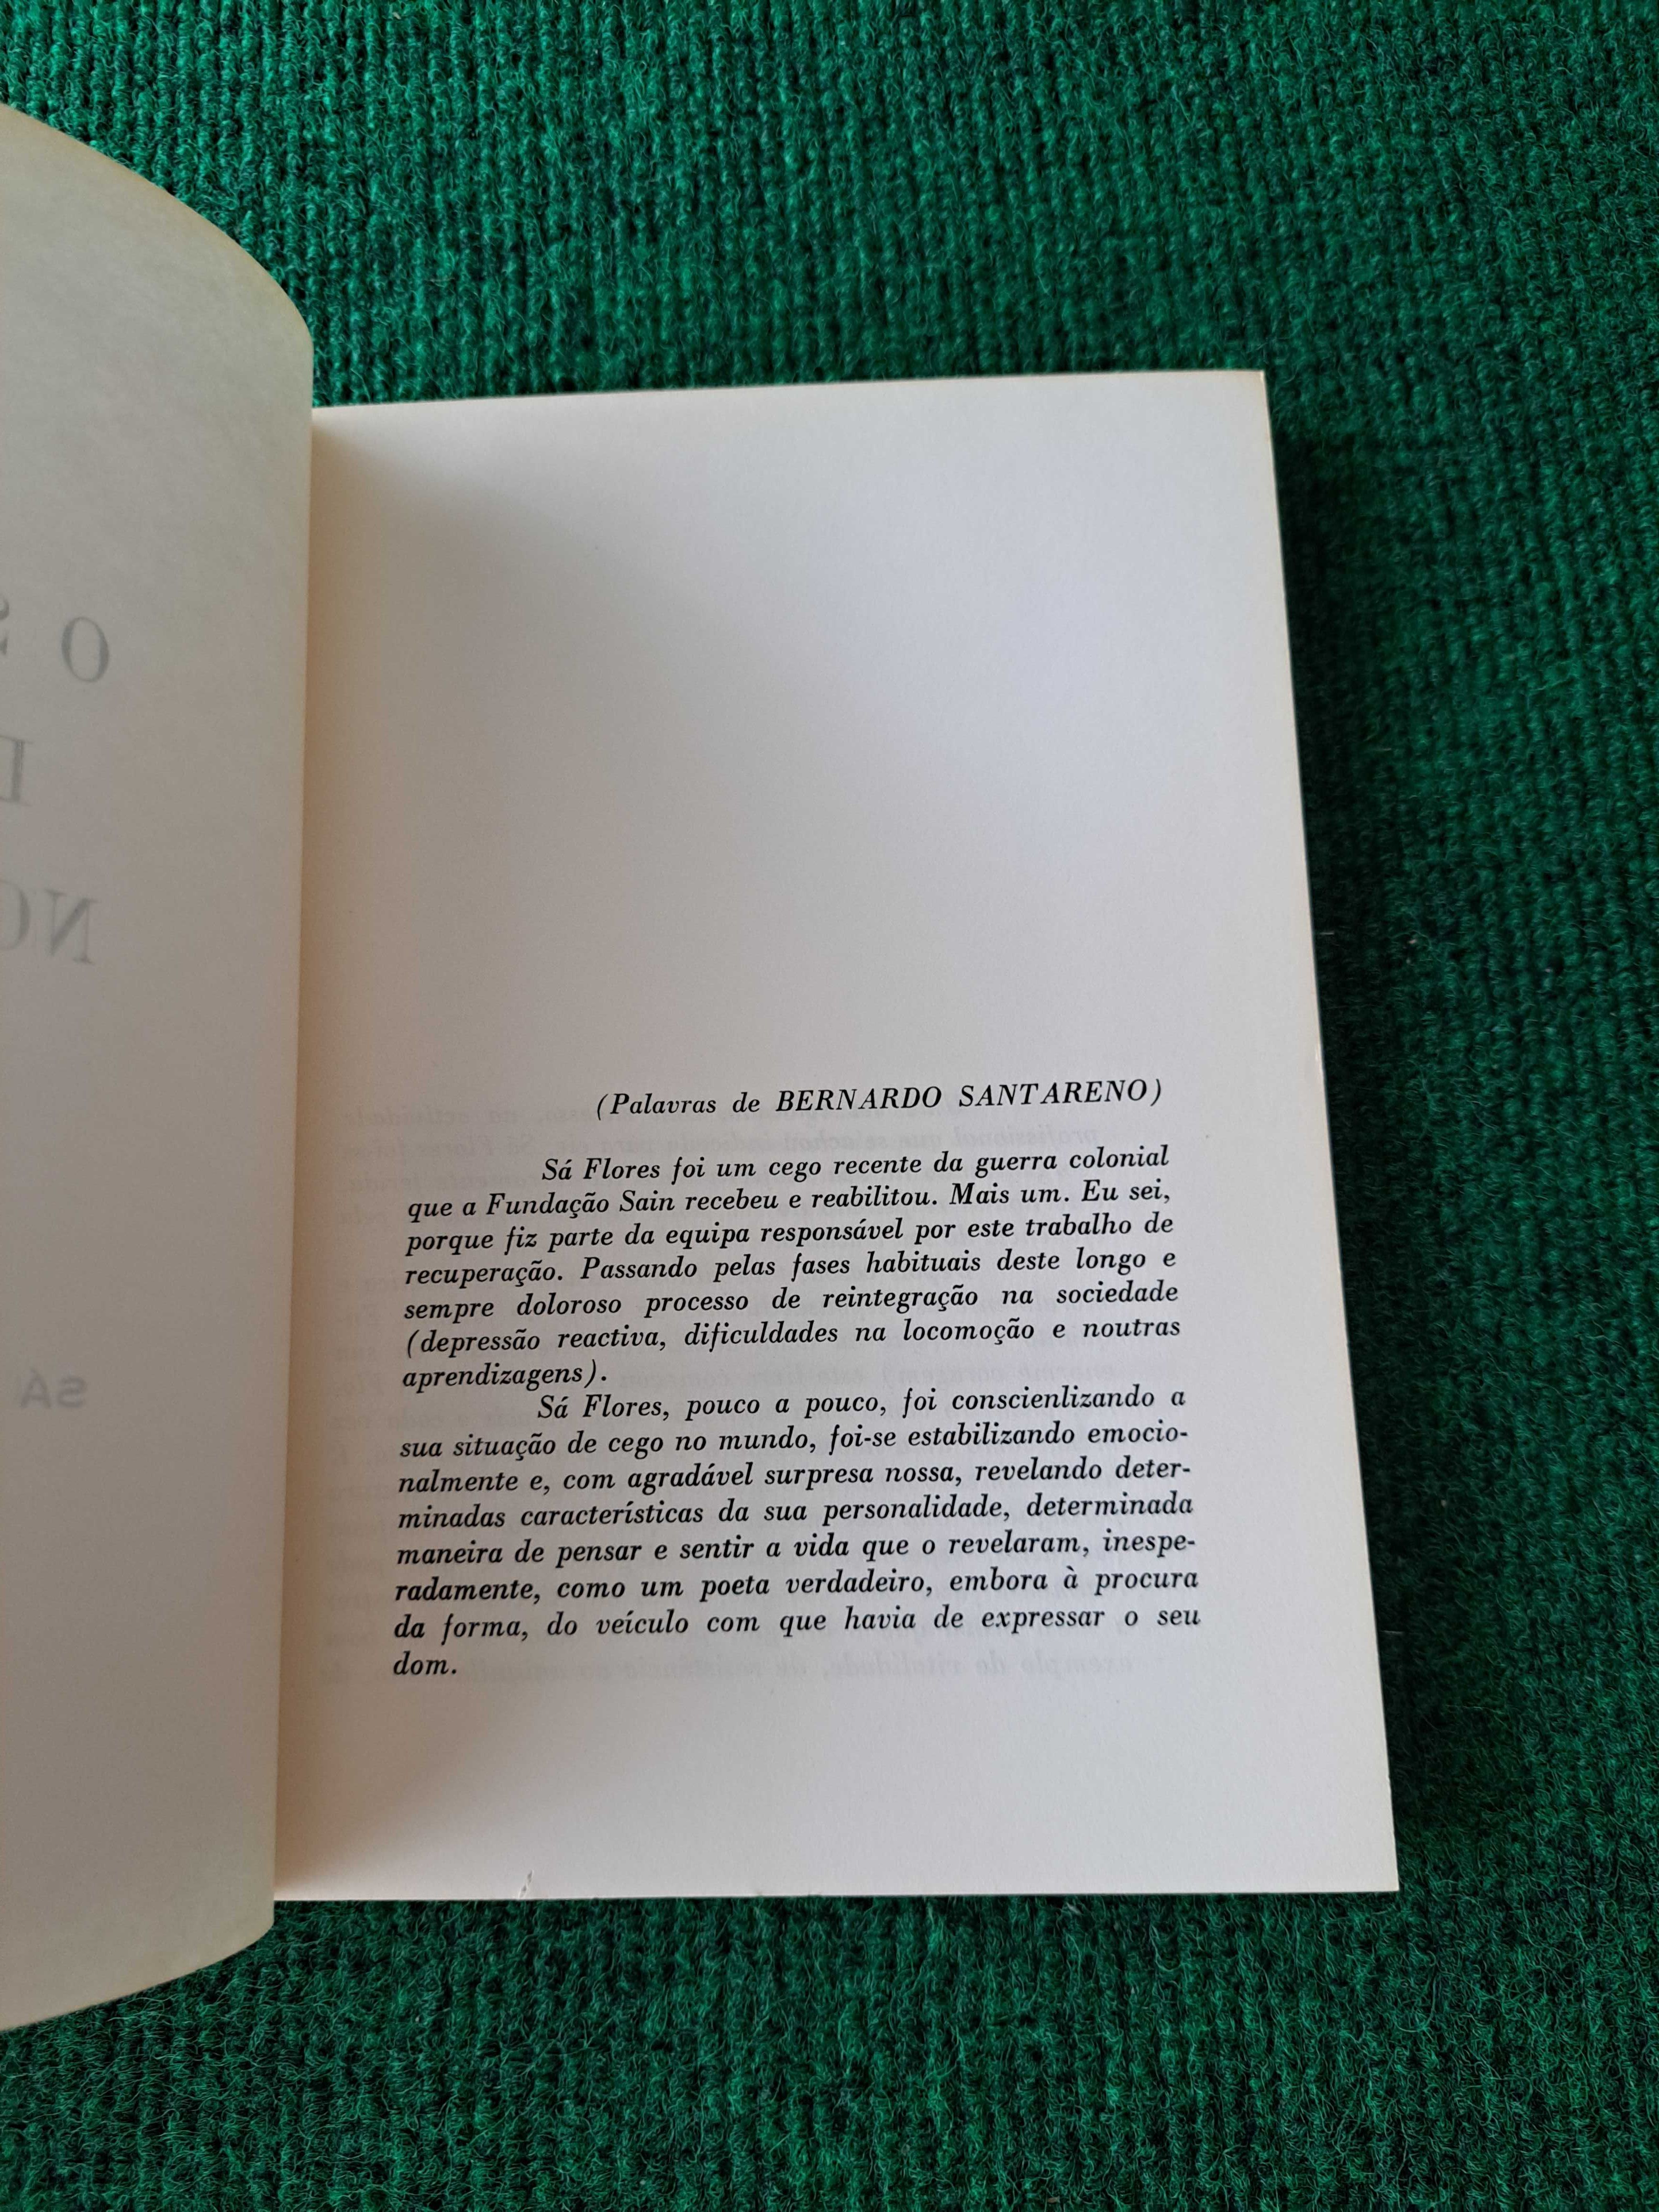 (Palavras de BERNARDO SANTARENO)
Sá Flores foi um cego recente da guerra colonial
que a Fundação Sain recebeu e reabilitou. Mais um. Eu sei,
porque fiz parte da equipa responsável por este trabalho de
recuperação. Passando pelas fases habituais deste longo e
sempre doloroso processo de reintegração na sociedade
(depressão reactiva, dificuldades na locomoção e noutras
aprendizagens).
Sá Flores, pouco a pouco, foi conscienlizando a
sua situação de cego no mundo, foi-se estabilizando emocio-
nalmente e, com agradável surpresa nossa, revelando deter-
minadas características da sua personalidade, determinada
maneira de pensar e sentir a vida que o revelaram, inespe-
radamente, como um poeta verdadeiro, embora à procura
da forma, do veículo com que havia de expressar o seu
dom.